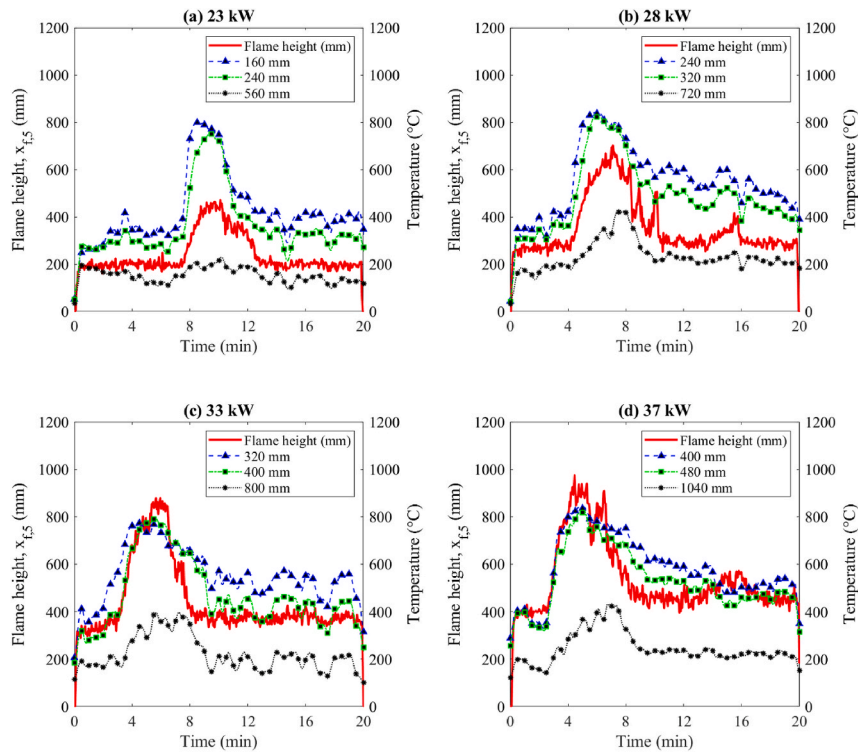 (a) 23 kW
1200
1000
800
600
400
200
0
Flame height, x_f,5 (mm)
Flame height (mm)
160 mm
240 mm
560 mm
1200
1000
800
600
400
200
0
Temperature (°C)
0 4 8 12 16 20
Time (min)
(b) 28 kW
1200
1000
800
600
400
200
0
Flame height, x_f,5 (mm)
Flame height (mm)
240 mm
320 mm
720 mm
1200
1000
800
600
400
200
0
Temperature (°C)
0 4 8 12 16 20
Time (min)
(c) 33 kW
1200
1000
800
600
400
200
0
Flame height, x_f,5 (mm)
Flame height (mm)
320 mm
400 mm
800 mm
1200
1000
800
600
400
200
0
Temperature (°C)
0 4 8 12 16 20
Time (min)
(d) 37 kW
1200
1000
800
600
400
200
0
Flame height, x_f,5 (mm)
Flame height (mm)
400 mm
480 mm
1040 mm
1200
1000
800
600
400
200
0
Temperature (°C)
0 4 8 12 16 20
Time (min)